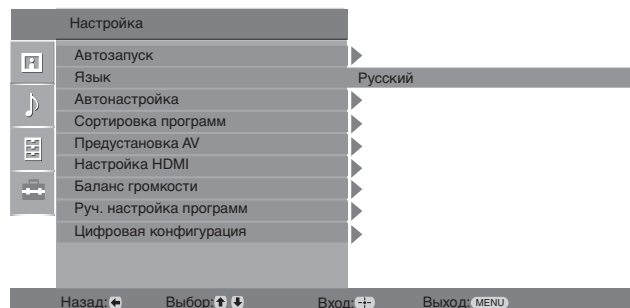 Настройка
Автозапуск
Язык Русский
Автонастройка
Сортировка программ
Предустановка AV
Настройка HDMI
Баланс громкости
Руч. настройка программ
Цифровая конфигурация
Назад: Выбор: Вход: Выход: MENU